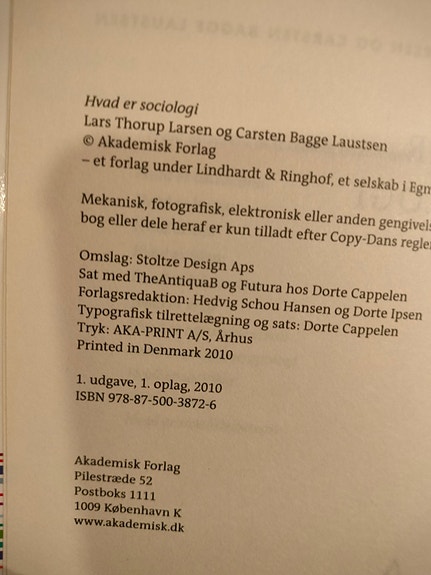 Hvad er sociologi
Lars Thorup Larsen og Carsten Bagge Laustsen
© Akademisk Forlag
– et forlag under Lindhardt & Ringhof, et selskab i Egm
Mekanisk, fotografisk, elektronisk eller anden gengivels
bog eller dele heraf er kun tilladt efter Copy-Dans regler
Omslag: Stoltze Design Aps
Sat med TheAntiquaB og Futura hos Dorte Cappelen
Forlagsredaktion: Hedvig Schou Hansen og Dorte Ipsen
Typografisk tilrettelægning og sats: Dorte Cappelen
Tryk: AKA-PRINT A/S, Århus
Printed in Denmark 2010
1. udgave, 1. oplag, 2010
ISBN 978-87-500-3872-6
Akademisk Forlag
Pilestræde 52
Postboks 1111
1009 København K
www.akademisk.dk